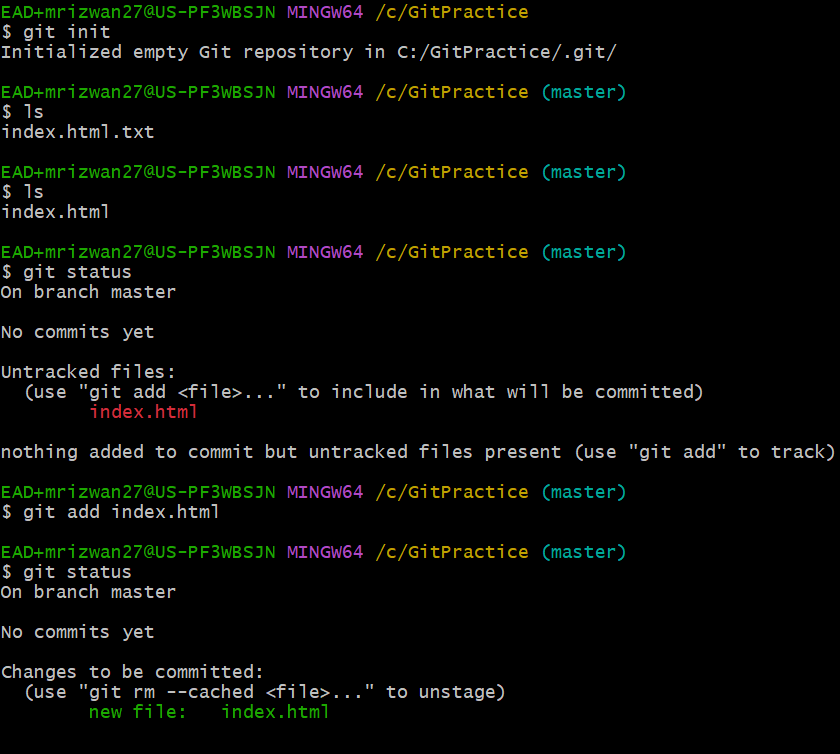 EAD+mrizwan27@US-PF3WBSJN MINGW64 /c/GitPractice
$ git init
Initialized empty Git repository in C:/GitPractice/.git/
EAD+mrizwan27@US-PF3WBSJN MINGW64 /c/GitPractice (master)
$ ls
index.html.txt
EAD+mrizwan27@US-PF3WBSJN MINGW64 /c/GitPractice (master)
$ ls
index.html
EAD+mrizwan27@US-PF3WBSJN MINGW64 /c/GitPractice (master)
$ git status
On branch master
No commits yet
Untracked files:
  (use "git add <file>..." to include in what will be committed)
        index.html
nothing added to commit but untracked files present (use "git add" to track)
EAD+mrizwan27@US-PF3WBSJN MINGW64 /c/GitPractice (master)
$ git add index.html
EAD+mrizwan27@US-PF3WBSJN MINGW64 /c/GitPractice (master)
$ git status
On branch master
No commits yet
Changes to be committed:
  (use "git rm --cached <file>..." to unstage)
        new file:   index.html